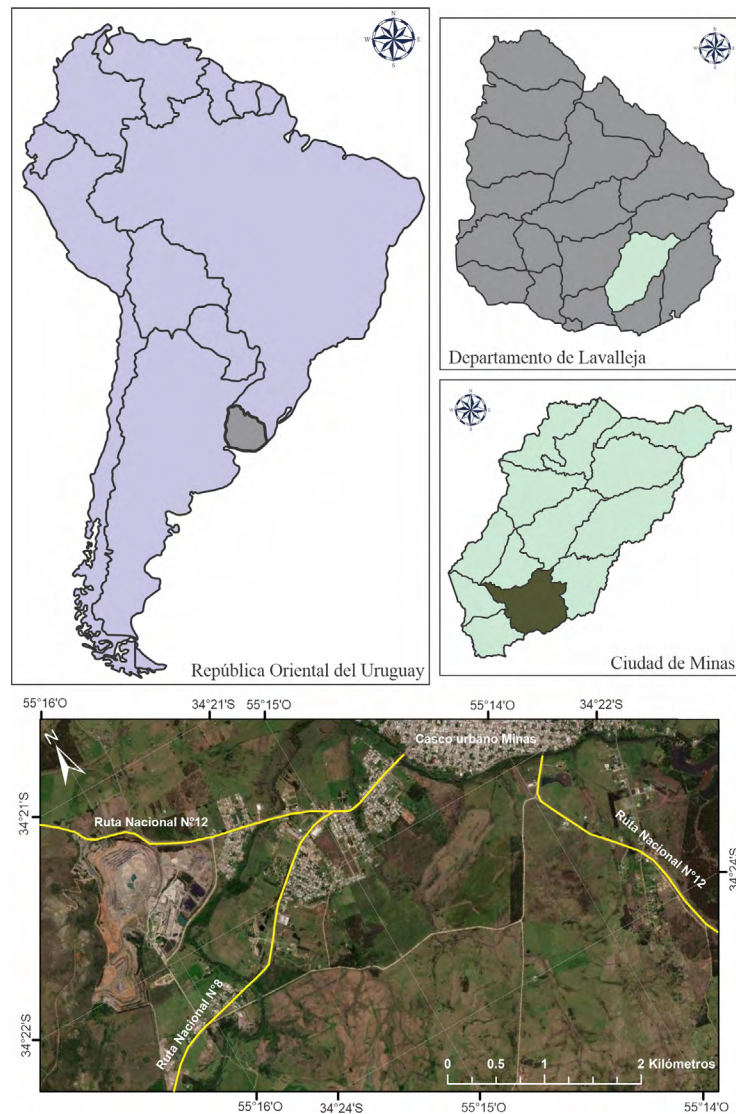 N
W
E
S
República Oriental del Uruguay
N
W
E
S
Departamento de Lavalleja
N
W
E
S
Ciudad de Minas
55°16'O
34°21'S
55°15'O
55°14'O
34°22'S
N
Casco urbano Minas
34°21'S
Ruta Nacional N°12
Ruta Nacional N°12
34°24'S
Ruta Nacional N°8
34°22'S
0 0.5 1 2 Kilómetros
55°16'O
34°24'S
55°15'O
55°14'O